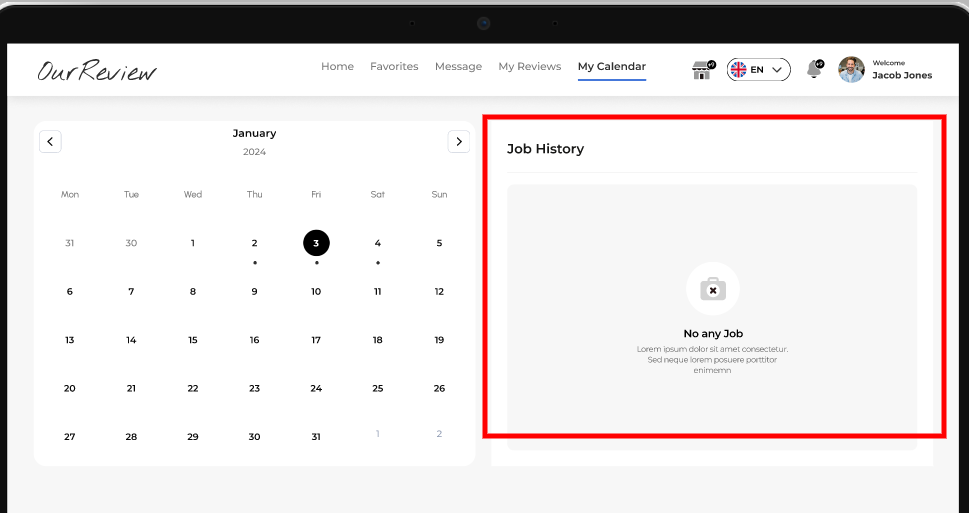 OurReview
Home Favorites Message My Reviews My Calendar
EN
Welcome
Jacob Jones
January
2024
Mon Tue Wed Thu Fri Sat Sun
31 30 1 2 3 4 5
6 7 8 9 10 11 12
13 14 15 16 17 18 19
20 21 22 23 24 25 26
27 28 29 30 31 1 2
Job History
No any Job
Lorem ipsum dolor sit amet consectetur.
Sed neque lorem posuere porttitor
enimemn